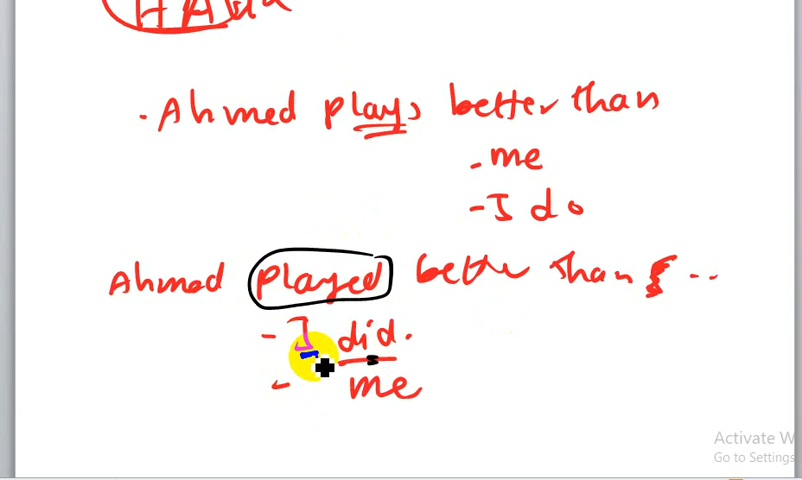 . Ahmed plays better than
- me
- I do
Ahmed played better than ..
- I did.
- me
Activate W
Go to Settings